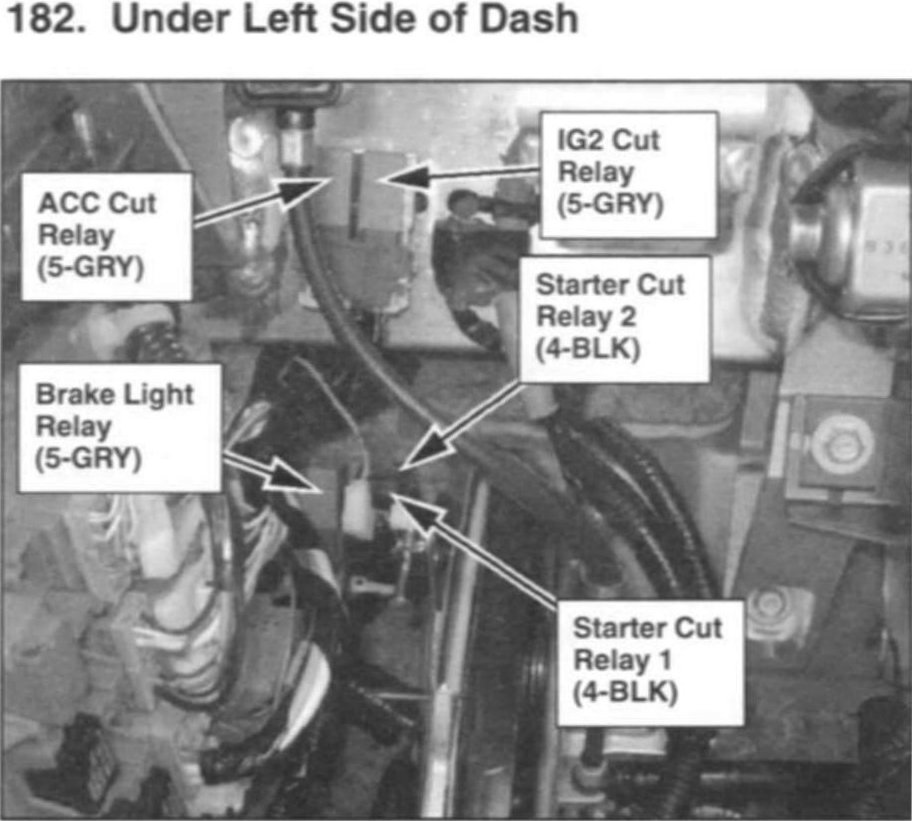 182. Under Left Side of Dash
IG2 Cut
Relay
(5-GRY)
ACC Cut
Relay
(5-GRY)
Starter Cut
Relay 2
(4-BLK)
Brake Light
Relay
(5-GRY)
Starter Cut
Relay 1
(4-BLK)